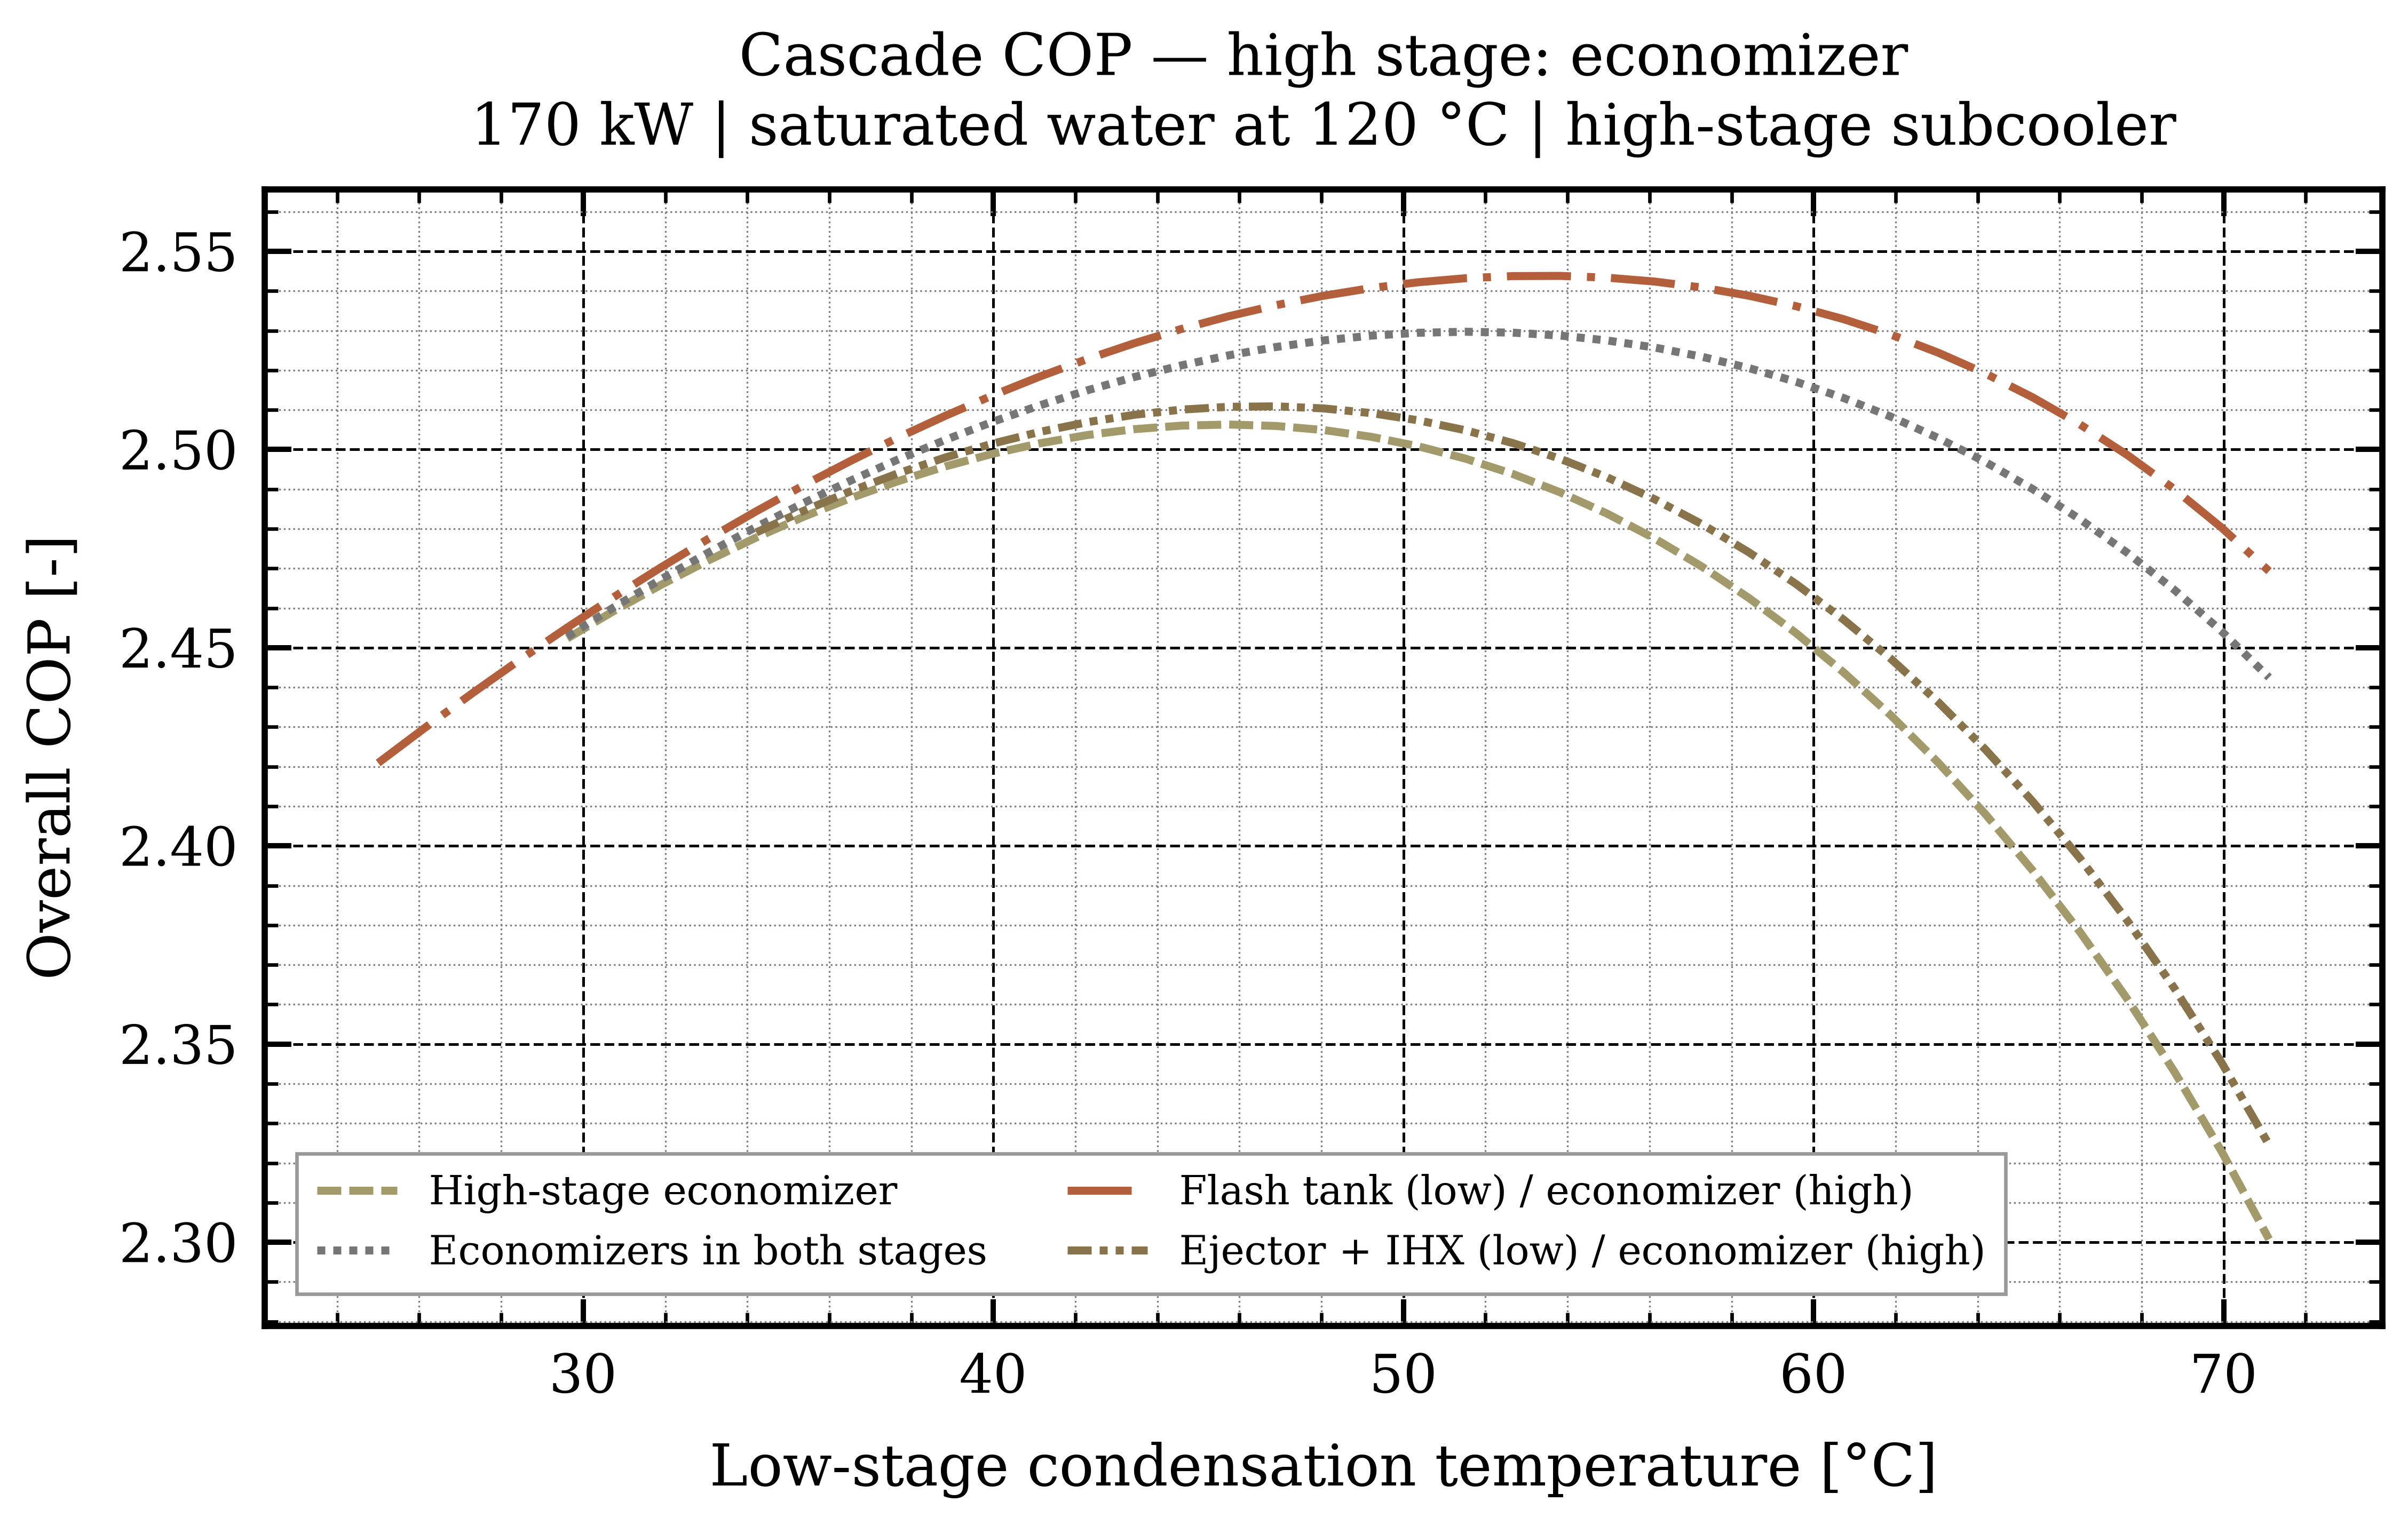 Cascade COP — high stage: economizer
170 kW | saturated water at 120 °C | high-stage subcooler
Overall COP [-]
2.55
2.50
2.45
2.40
2.35
2.30
High-stage economizer
Economizers in both stages
Flash tank (low) / economizer (high)
Ejector + IHX (low) / economizer (high)
30 40 50 60 70
Low-stage condensation temperature [°C]